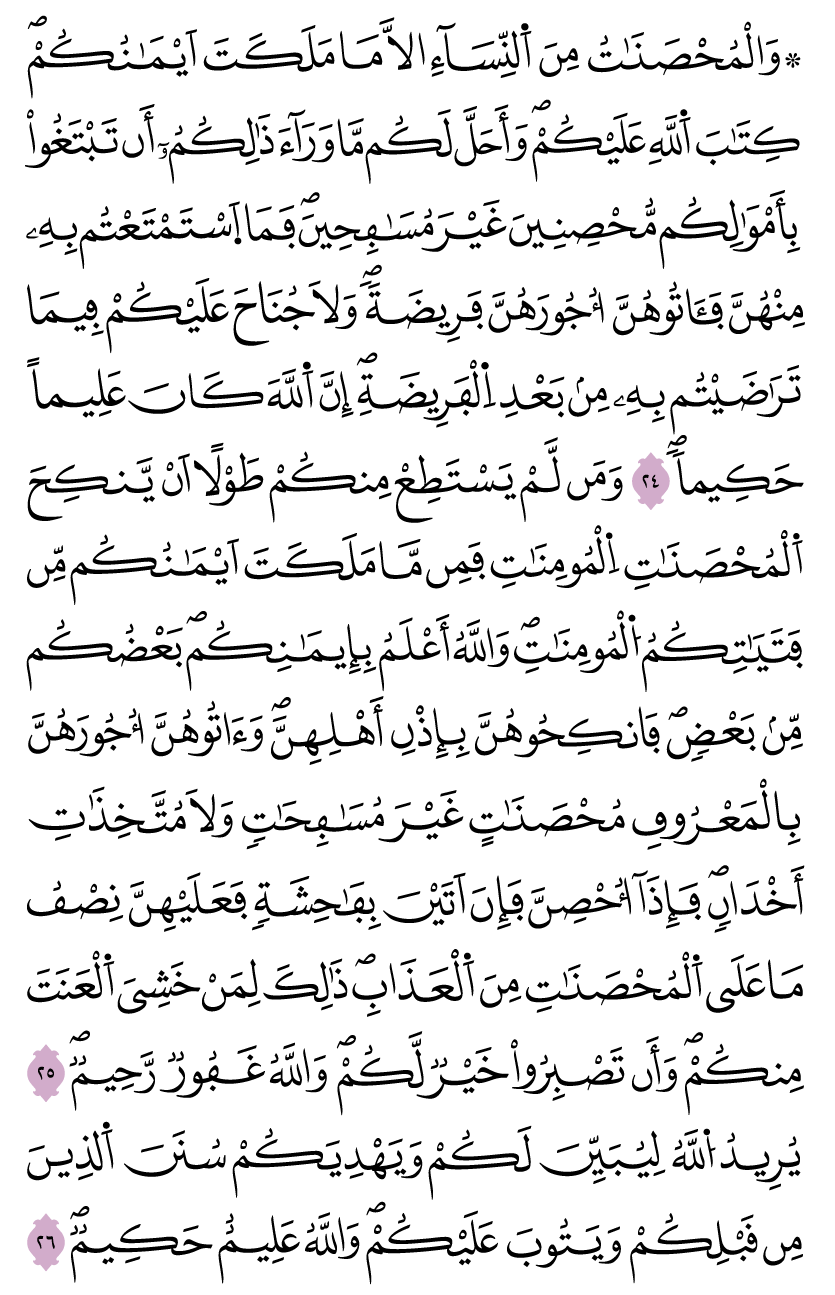 * وَالْمُحْصَنَٰتُ مِنَ اَ۬لنِّسَآءِ الاَّ مَا مَلَكَتَ اَيْمَٰنُكُمْۖ
كِتَٰبَ اَ۬للَّهِ عَلَيْكُمْۖ وَأَحَلَّ لَكُم مَّا وَرَآءَ ذَٰلِكُمُۥٓ أَن تَبْتَغُواْ
بِأَمْوَٰلِكُم مُّحْصِنِينَ غَيْرَ مُسَٰفِحِينَۖ فَمَا اَ۪سْتَمْتَعْتُم بِهِۦ
مِنْهُنَّ فَـَٔاتُوهُنَّ أُجُورَهُنَّ فَرِيضَةٗۖ وَلَا جُنَاحَ عَلَيْكُمْ فِيمَا
تَرَٰضَيْتُم بِهِۦ مِنۢ بَعْدِ اِ۬لْفَرِيضَةِۖ إِنَّ اَ۬للَّهَ كَانَ عَلِيماً
حَكِيماٗۖ ٢٤ وَمَن لَّمْ يَسْتَطِعْ مِنكُمْ طَوْلًا اَنْ يَّنكِحَ
اَ۬لْمُحْصَنَٰتِ اِ۬لْمُومِنَٰتِ فَمِن مَّا مَلَكَتَ اَيْمَٰنُكُم مِّن
فَتَيَٰتِكُمُ اُ۬لْمُومِنَٰتِۖ وَاللَّهُ أَعْلَمُ بِإِيمَٰنِكُمۖ بَعْضُكُم
مِّنۢ بَعْضٖۖ فَانكِحُوهُنَّ بِإِذْنِ أَهْلِهِنَّۖ وَءَاتُوهُنَّ أُجُورَهُنَّ
بِالْمَعْرُوفِ مُحْصَنَٰتٍ غَيْرَ مُسَٰفِحَٰتٖ وَلَا مُتَّخِذَٰتِ
أَخْدَانٖۖ فَإِذَآ أُحْصِنَّ فَإِنَ اَتَيْنَ بِفَٰحِشَةٖ فَعَلَيْهِنَّ نِصْفُ
مَا عَلَى اَ۬لْمُحْصَنَٰتِ مِنَ اَ۬لْعَذَابِۖ ذَٰلِكَ لِمَنْ خَشِيَ اَ۬لْعَنَتَ
مِنكُمْۖ وَأَن تَصْبِرُواْ خَيْرٞ لَّكُمْۖ وَاللَّهُ غَفُورٞ رَّحِيمٞۖ ٢٥
يُرِيدُ اُ۬للَّهُ لِيُبَيِّنَ لَكُمْ وَيَهْدِيَكُمْ سُنَنَ اَ۬لذِينَ
مِن قَبْلِكُمْ وَيَتُوبَ عَلَيْكُمْۖ وَاللَّهُ عَلِيمٌ حَكِيمٞۖ ٢٦